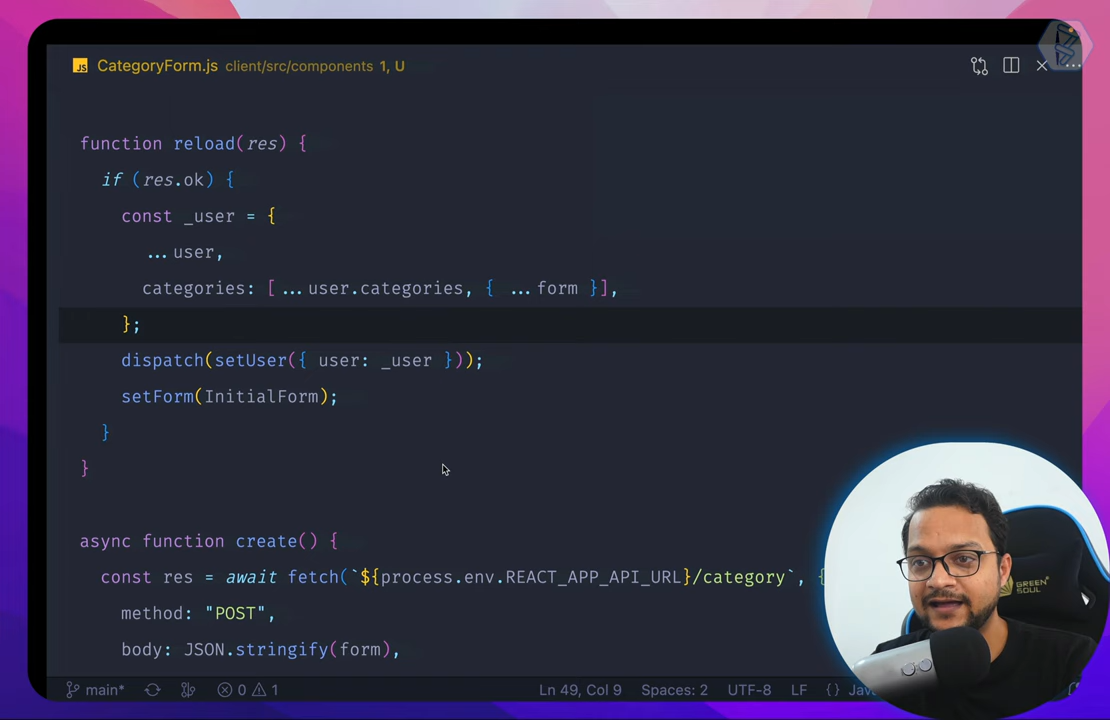 CategoryForm.js client/src/components 1, U
function reload(res) {
if (res.ok) {
const _user = {
...user,
categories: [...user.categories, { ...form }],
};
dispatch(setUser({ user: _user }));
setForm(InitialForm);
}
}
async function create() {
const res = await fetch(`${process.env.REACT_APP_API_URL}/category`, {
method: "POST",
body: JSON.stringify(form),
main* 0 1 Ln 49, Col 9 Spaces: 2 UTF-8 LF {}
GREEN SOUL